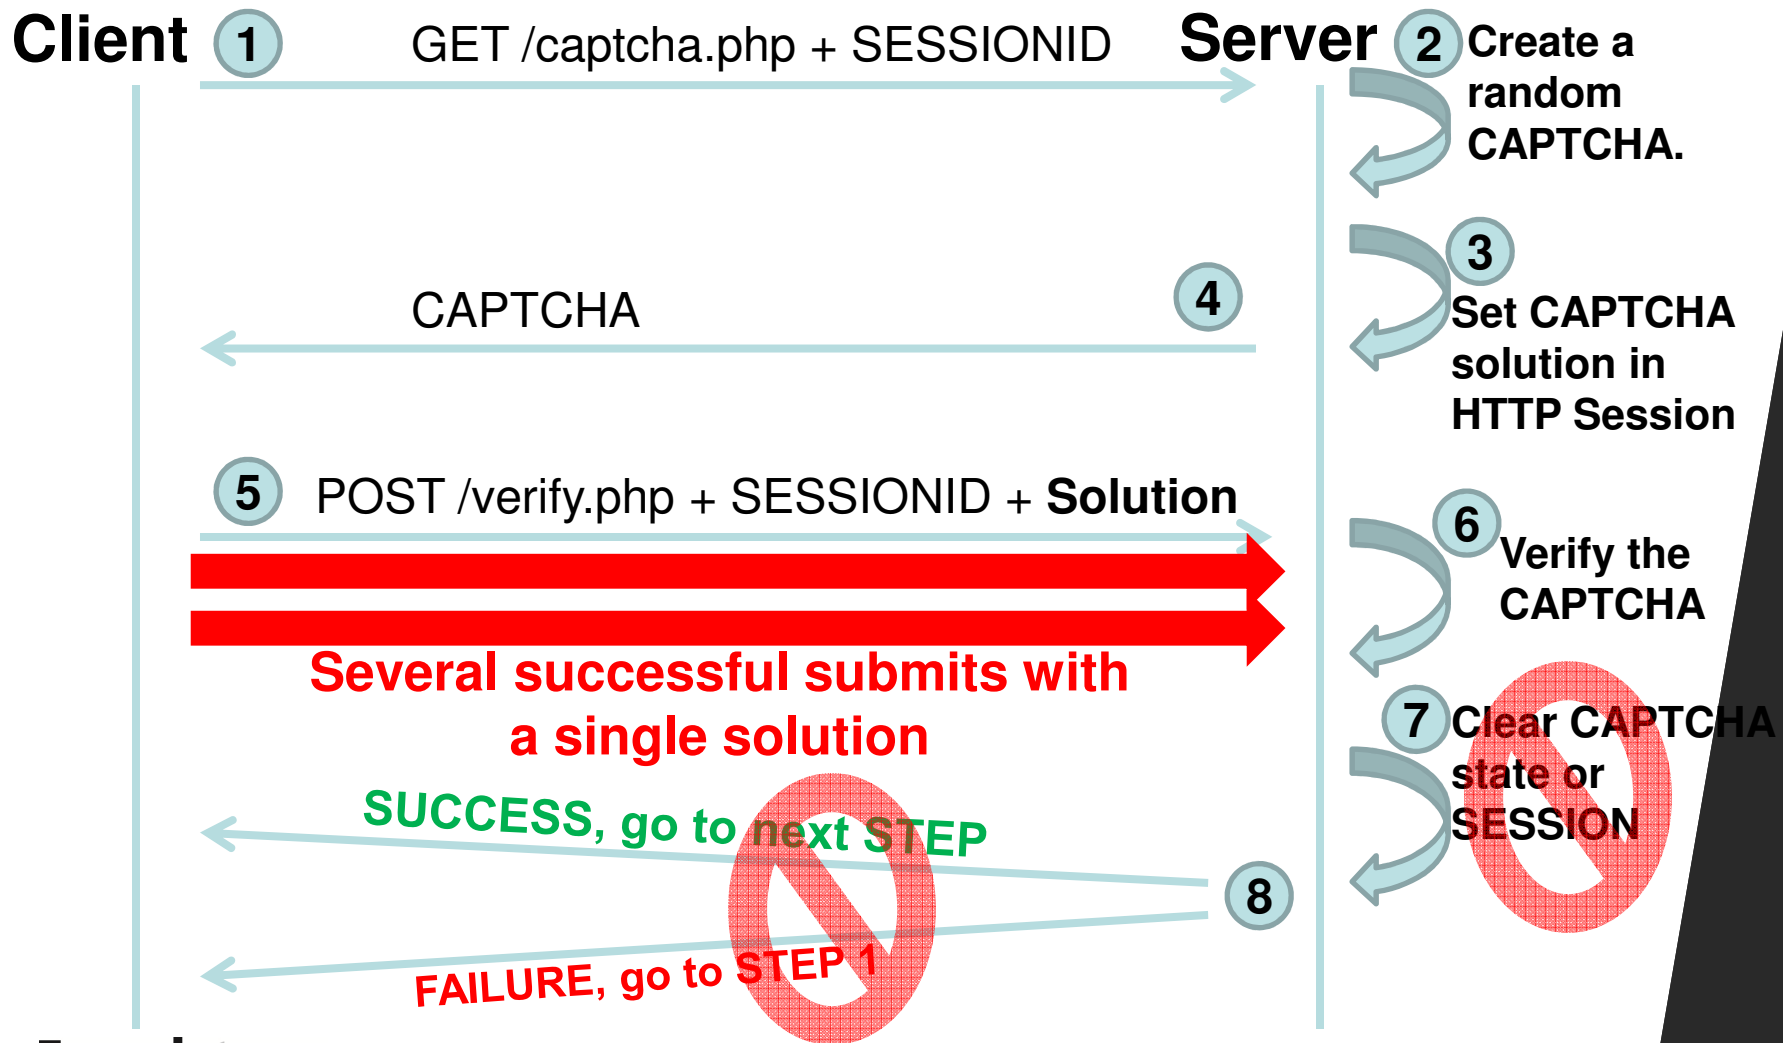 Client
1
GET /captcha.php + SESSIONID
Server
2
Create a
random
CAPTCHA.
3
Set CAPTCHA
solution in
HTTP Session
4
CAPTCHA
5
POST /verify.php + SESSIONID + Solution
6
Verify the
CAPTCHA
Several successful submits with
a single solution
7
Clear CAPTCHA
state or
SESSION
SUCCESS, go to next STEP
8
FAILURE, go to STEP 1